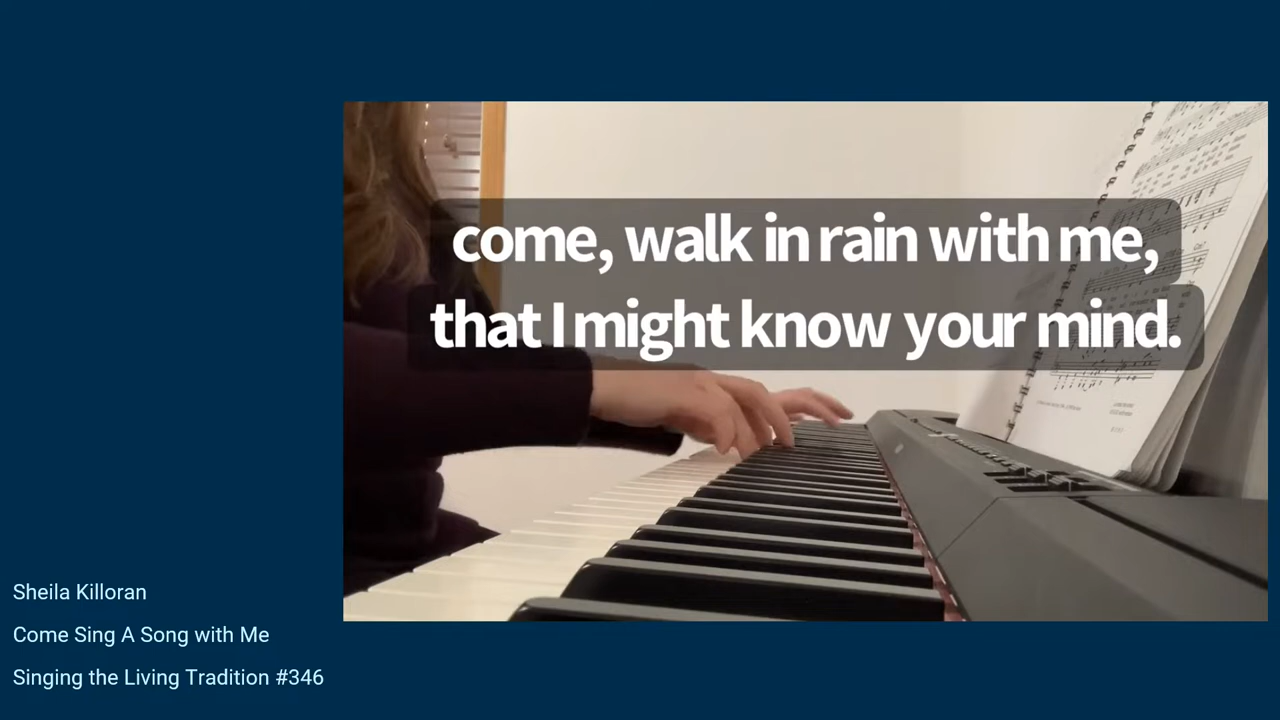 come, walk in rain with me,
that I might know your mind.
Sheila Killoran
Come Sing A Song with Me
Singing the Living Tradition #346